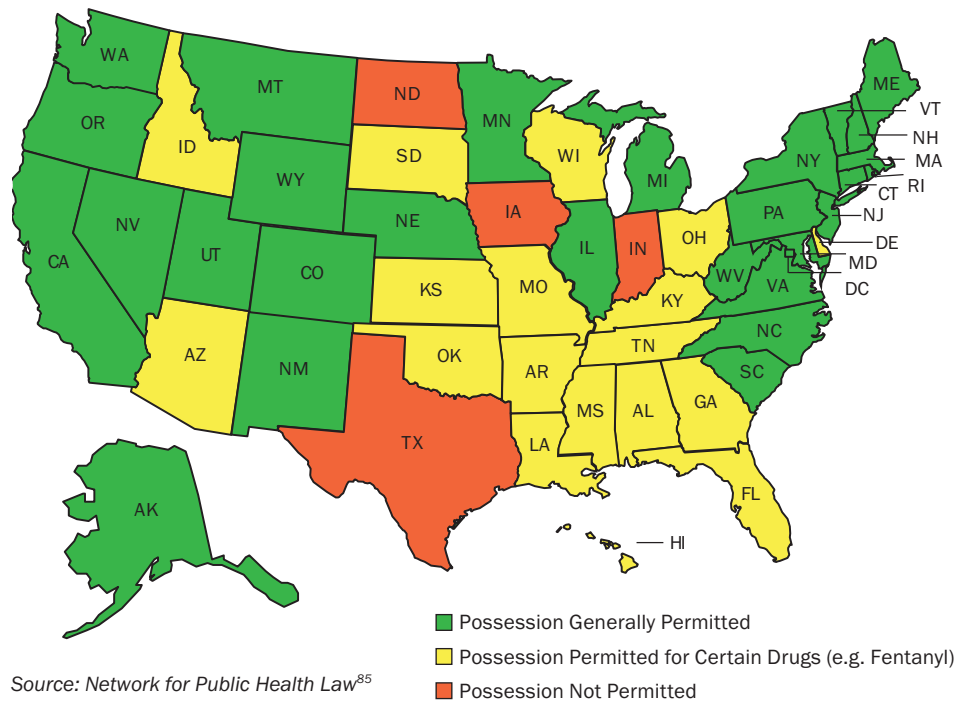 WA
MT
ND
MN
ME
VT
NH
MA
RI
CT
NJ
DE
MD
DC
OR
ID
SD
WI
MI
NY
WY
IA
NE
PA
NV
UT
CO
IL
IN
OH
WV
VA
CA
KS
MO
KY
NC
TN
SC
AZ
NM
OK
AR
MS
AL
GA
TX
LA
FL
AK
HI
Possession Generally Permitted
Possession Permitted for Certain Drugs (e.g. Fentanyl)
Possession Not Permitted
Source: Network for Public Health Law85